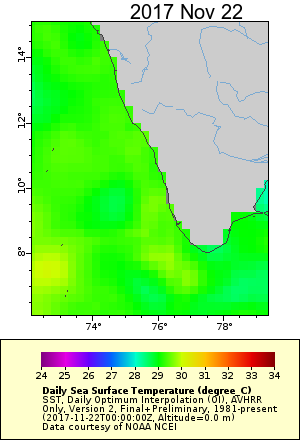 2017 Nov 22
14°
12°
10°
8°
74°
76°
78°
24 25 26 27 28 29 30 31 32 33 34
Daily Sea Surface Temperature (degree_C)
SST, Daily Optimum Interpolation (OI), AVHRR
Only, Version 2, Final+Preliminary, 1981-present
(2017-11-22T00:00:00Z, Altitude=0.0 m)
Data courtesy of NOAA NCEI